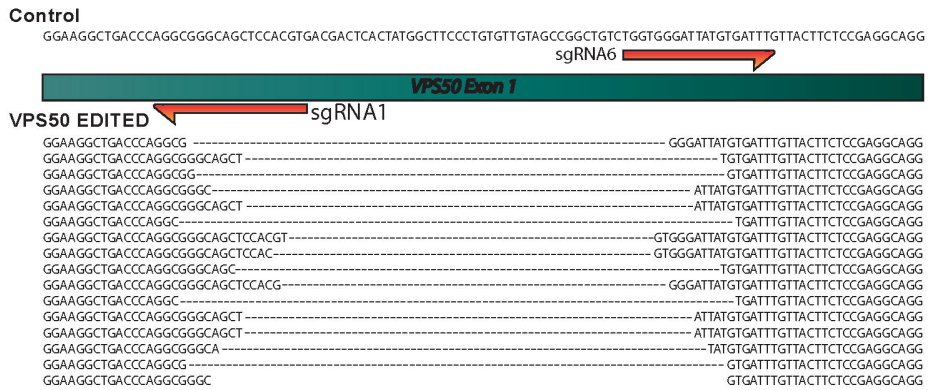 Control
GGAAGGCTGACCCAGGCGGGCAGCTCCACGTGACGACTCACTATGGCTTCCCTGTGTTGTAGCCGGCTGTCTGGTGGGATTATGTGATTTGTTACTTCTCCGAGGCAGG
sgRNA6
VPS50 Exon 1
sgRNA1
VPS50 EDITED
GGAAGGCTGACCCAGGCG ---------------------------------------------------------------------- GGGATTATGTGATTTGTTACTTCTCCGAGGCAGG
GGAAGGCTGACCCAGGCGGGCAGCT---------------------------------------------------------------------- TGTGATTTGTTACTTCTCCGAGGCAGG
GGAAGGCTGACCCAGGCGG------------------------------------------------------------------------------- GTGATTTGTTACTTCTCCGAGGCAGG
GGAAGGCTGACCCAGGCGGGC----------------------------------------------------------------------- ATTATGTGATTTGTTACTTCTCCGAGGCAGG
GGAAGGCTGACCCAGGCGGGCAGCT------------------------------------------------------------------ ATTATGTGATTTGTTACTTCTCCGAGGCAGG
GGAAGGCTGACCCAGGC---------------------------------------------------------------------------------- TGATTTGTTACTTCTCCGAGGCAGG
GGAAGGCTGACCCAGGCGGGCAGCTCCACGT------------------------------------------------------ GTGGGATTATGTGATTTGTTACTTCTCCGAGGCAGG
GGAAGGCTGACCCAGGCGGGCAGCTCCAC-------------------------------------------------------- GTGGGATTATGTGATTTGTTACTTCTCCGAGGCAGG
GGAAGGCTGACCCAGGCGGGCAGC----------------------------------------------------------------------- TGTGATTTGTTACTTCTCCGAGGCAGG
GGAAGGCTGACCCAGGCGGGCAGCTCCACG--------------------------------------------------------- GGGATTATGTGATTTGTTACTTCTCCGAGGCAGG
GGAAGGCTGACCCAGGC---------------------------------------------------------------------------------- TGATTTGTTACTTCTCCGAGGCAGG
GGAAGGCTGACCCAGGCGGGCAGCT------------------------------------------------------------------ ATTATGTGATTTGTTACTTCTCCGAGGCAGG
GGAAGGCTGACCCAGGCGGGCAGCT------------------------------------------------------------------ ATTATGTGATTTGTTACTTCTCCGAGGCAGG
GGAAGGCTGACCCAGGCGGGCA------------------------------------------------------------------------ TATGTGATTTGTTACTTCTCCGAGGCAGG
GGAAGGCTGACCCAGGCG-------------------------------------------------------------------------------- GTGATTTGTTACTTCTCCGAGGCAGG
GGAAGGCTGACCCAGGCGGGC GTGATTTGTTACTTCTCCGAGGCAGG